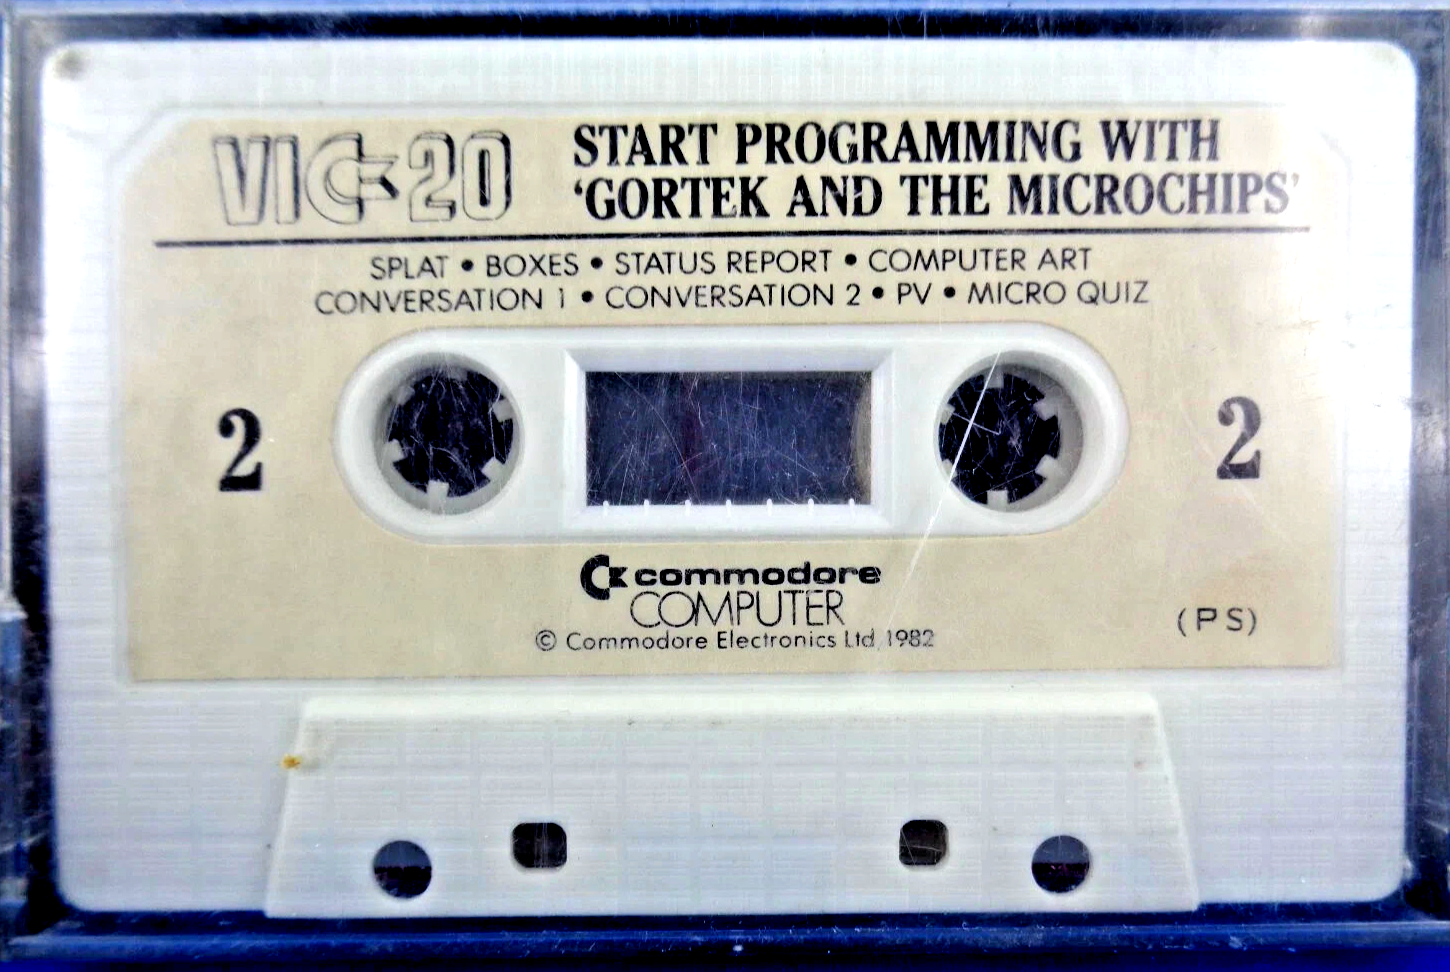 VIC-20
START PROGRAMMING WITH
‘GORTEK AND THE MICROCHIPS’
SPLAT • BOXES • STATUS REPORT • COMPUTER ART
CONVERSATION 1 • CONVERSATION 2 • PV • MICRO QUIZ
2
2
commodore
COMPUTER
© Commodore Electronics Ltd 1982
(PS)